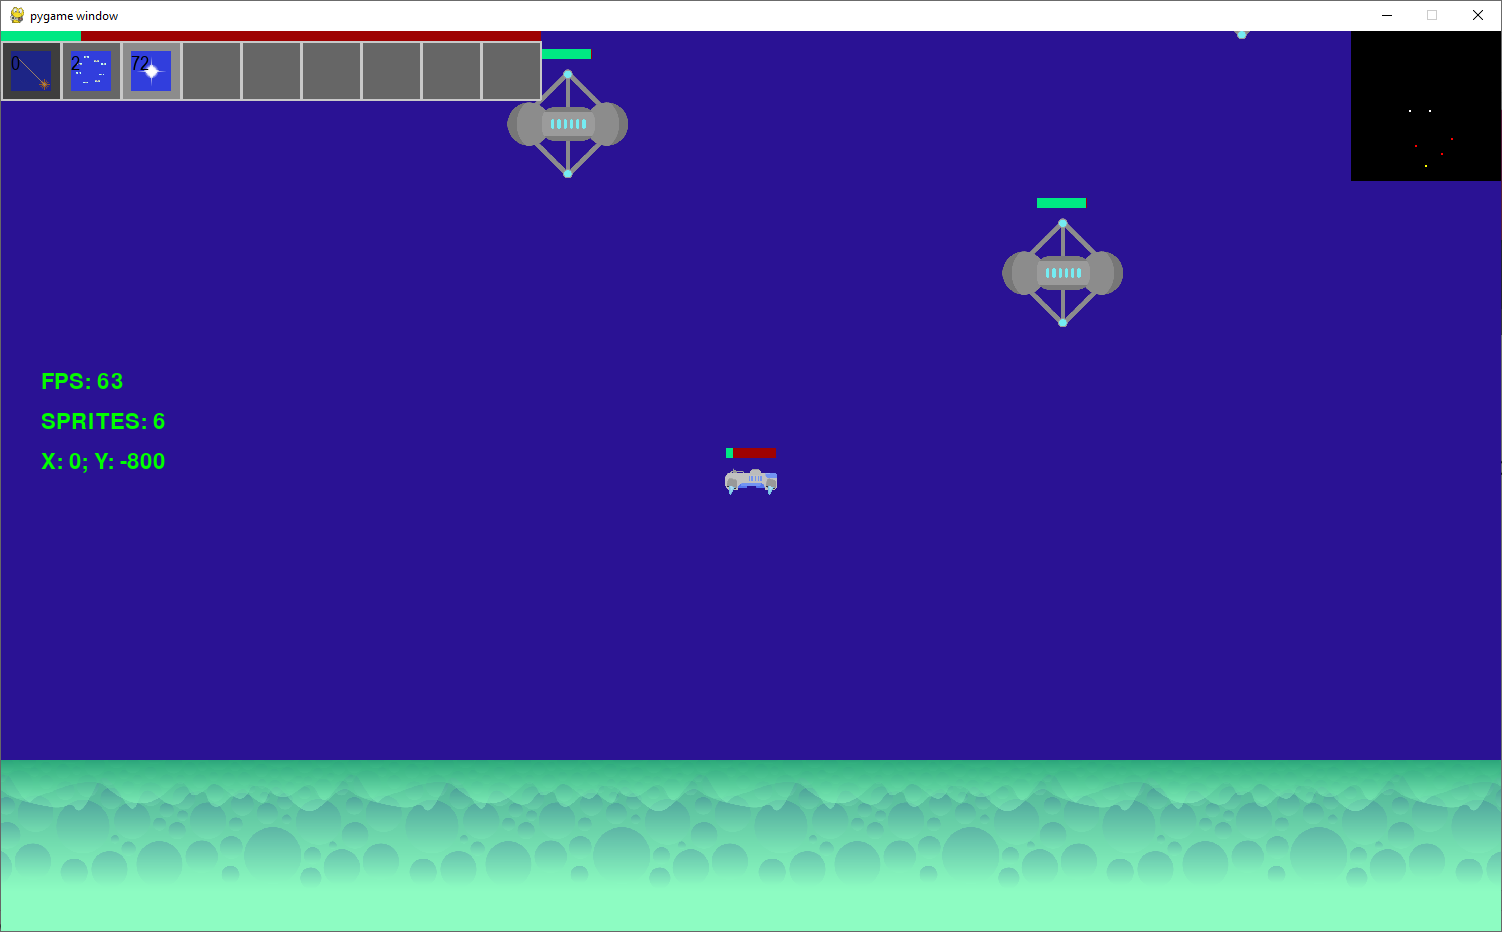 pygame window
0 2 72
FPS: 63
SPRITES: 6
X: 0; Y: -800